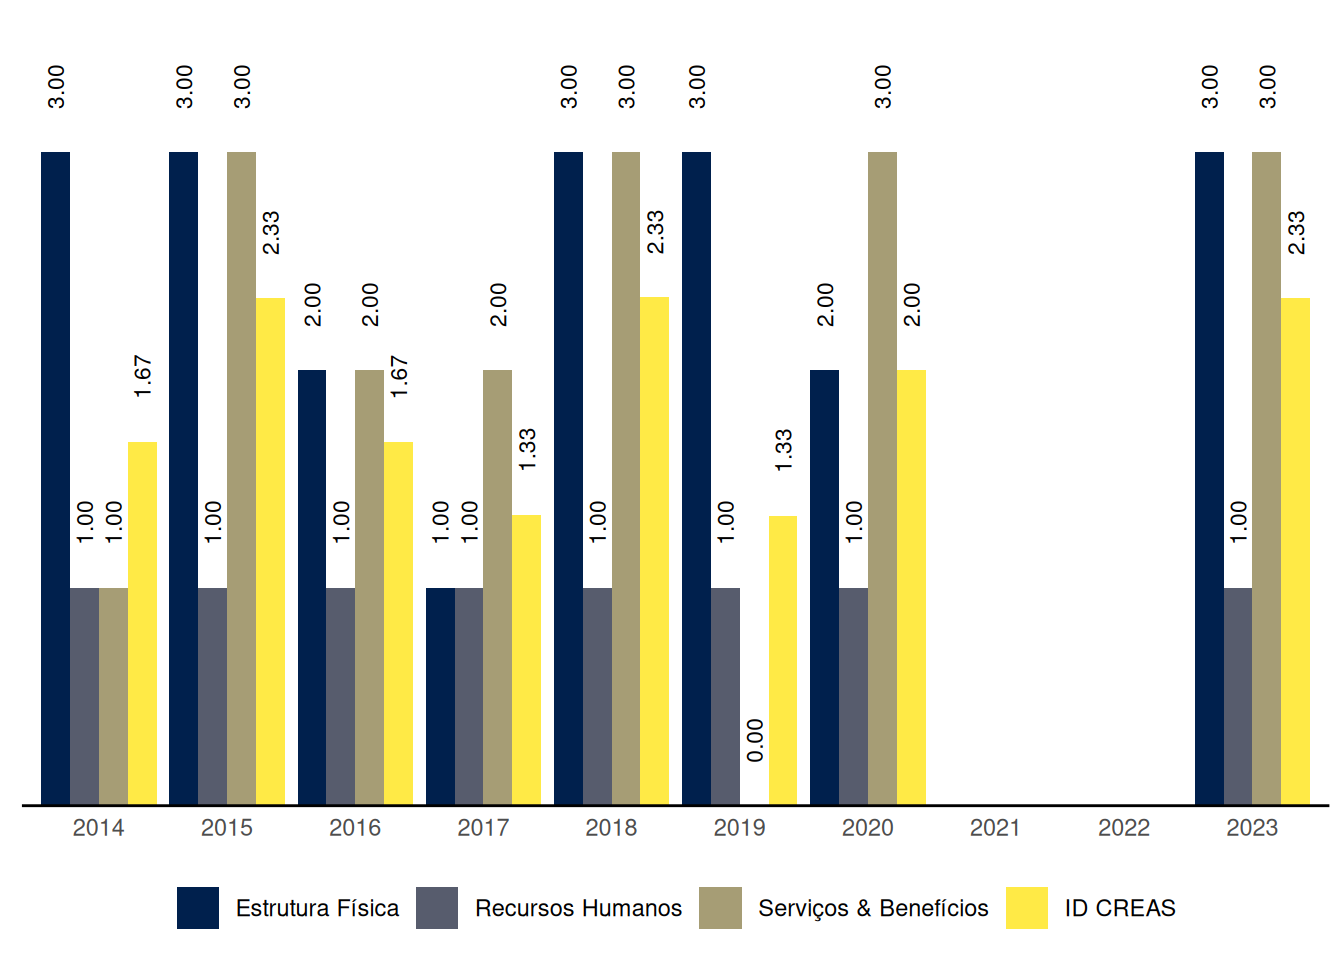 3.00 1.00 1.00 1.67
3.00 1.00 3.00 2.33
2.00 1.00 2.00 1.67
1.00 1.00 2.00 1.33
3.00 1.00 3.00 2.33
3.00 1.00 0.00 1.33
2.00 1.00 3.00 2.00
3.00 1.00 3.00 2.33
2014 2015 2016 2017 2018 2019 2020 2021 2022 2023
Estrutura Física Recursos Humanos Serviços & Benefícios ID CREAS